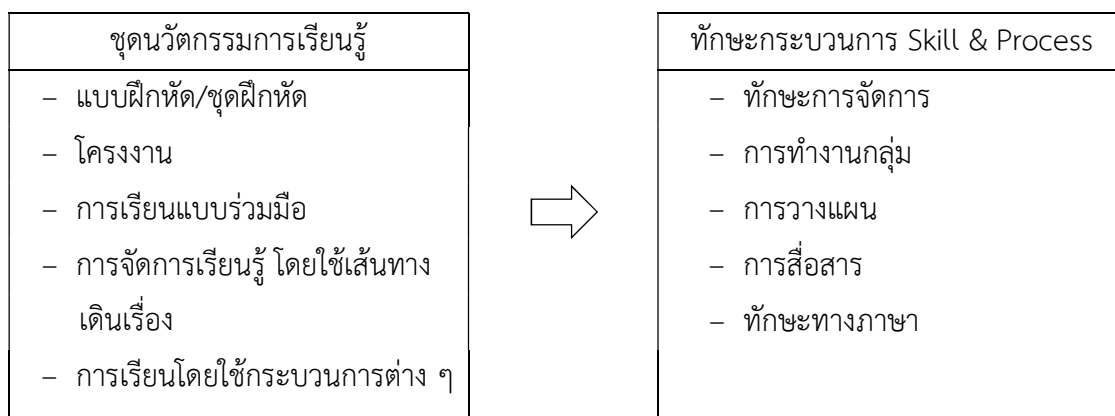 ชุดนวัตกรรมการเรียนรู้
– แบบฝึกหัด/ชุดฝึกหัด
– โครงงาน
– การเรียนแบบร่วมมือ
– การจัดการเรียนรู้ โดยใช้เส้นทาง
เดินเรื่อง
– การเรียนโดยใช้กระบวนการต่าง ๆ
ทักษะกระบวนการ Skill & Process
– ทักษะการจัดการ
– การทำงานกลุ่ม
– การวางแผน
– การสื่อสาร
– ทักษะทางภาษา